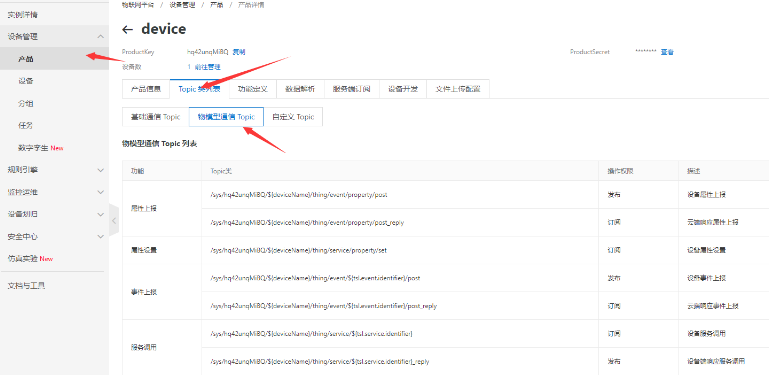 物联网平台 / 设备管理 / 产品 / 产品详情
实例详情
设备管理
产品
设备
分组
任务
数字孪生 New
规则引擎
监控运维
设备划归
安全中心
仿真实验 New
文档与工具
← device
ProductKey hq42unqMiBQ 复制
ProductSecret ******** 查看
设备数 1 前往管理
产品信息 Topic 类列表 功能定义 数据解析 服务端订阅 设备开发 文件上传配置
基础通信 Topic 物模型通信 Topic 自定义 Topic
物模型通信 Topic 列表
功能 Topic类 操作权限 描述
属性上报 /sys/hq42unqMiBQ/${deviceName}/thing/event/property/post 发布 设备属性上报
/sys/hq42unqMiBQ/${deviceName}/thing/event/property/post_reply 订阅 云端响应属性上报
属性设置 /sys/hq42unqMiBQ/${deviceName}/thing/service/property/set 订阅 设备属性设置
事件上报 /sys/hq42unqMiBQ/${deviceName}/thing/event/${tsl.event.identifier}/post 发布 设备事件上报
/sys/hq42unqMiBQ/${deviceName}/thing/event/${tsl.event.identifier}/post_reply 订阅 云端响应事件上报
服务调用 /sys/hq42unqMiBQ/${deviceName}/thing/service/${tsl.service.identifier} 订阅 设备服务调用
/sys/hq42unqMiBQ/${deviceName}/thing/service/${tsl.service.identifier}_reply 发布 设备端响应服务调用